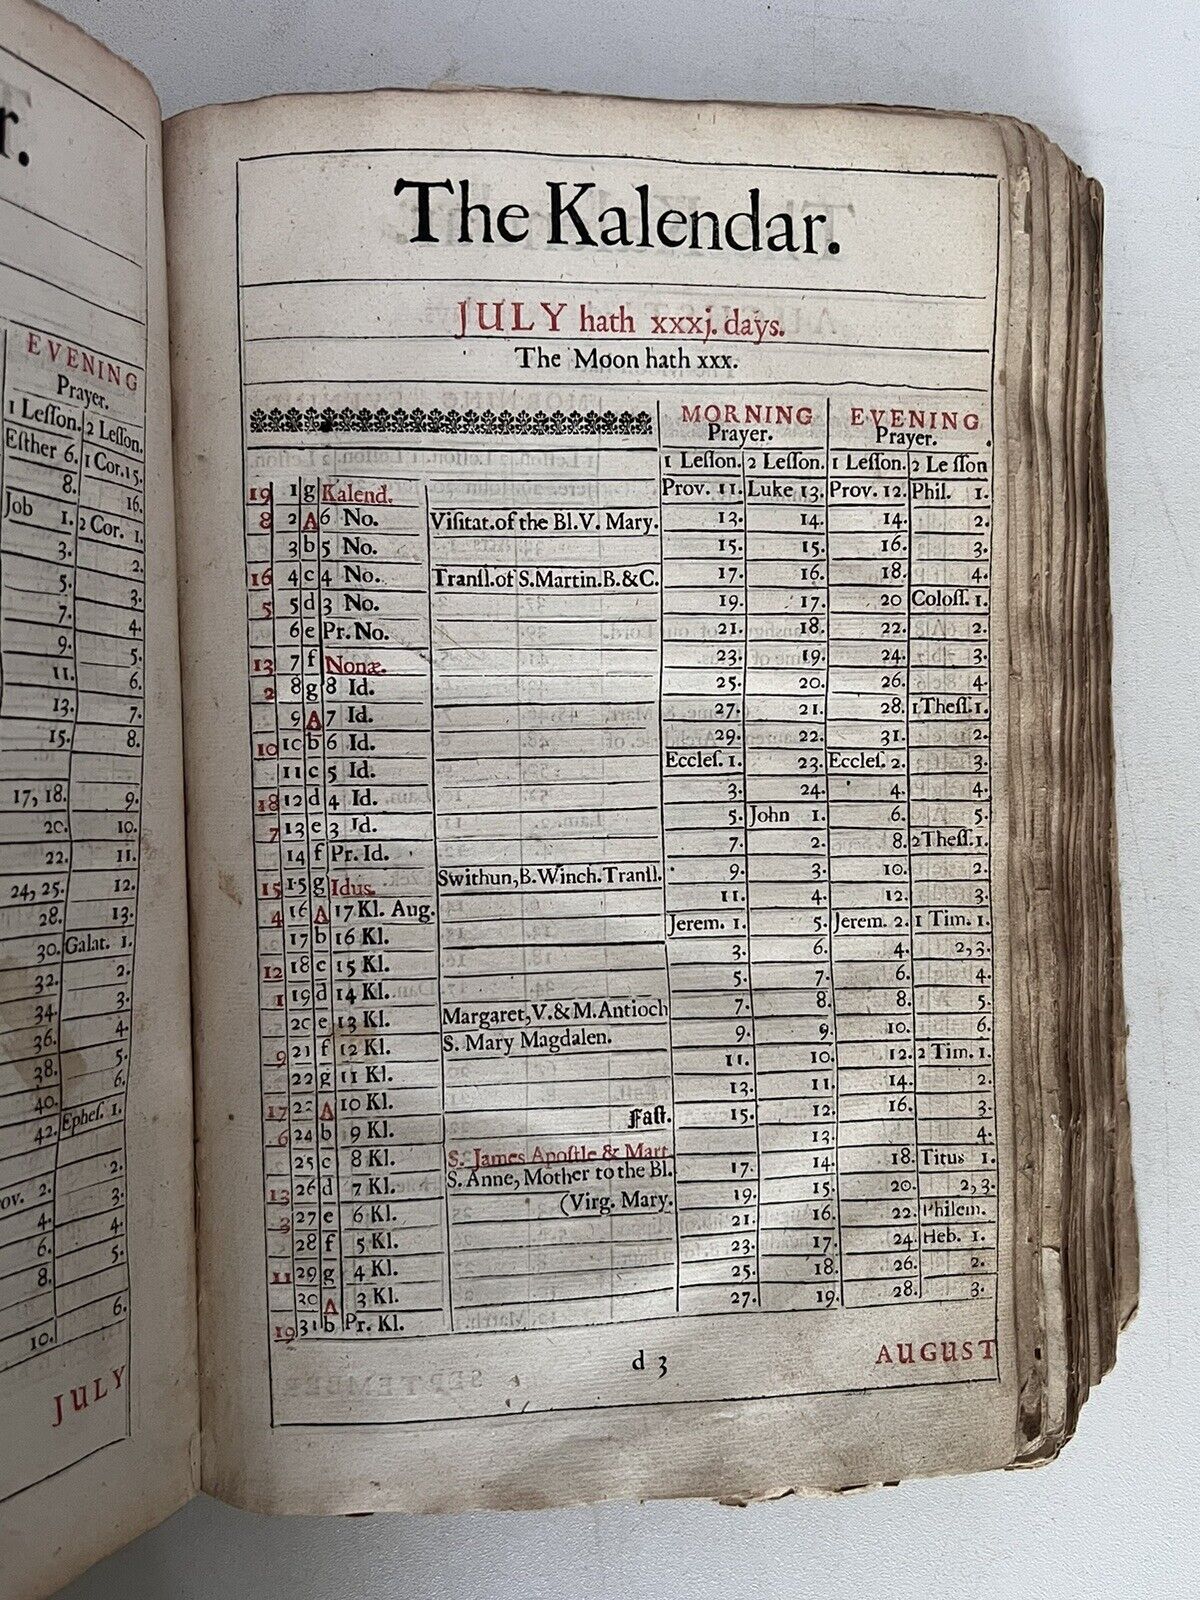 r.
EVENING
Prayer.
1 Leſſon. 2 Leſſon.
Eſther 6. 1 Cor. 15.
8. 16.
Job 1. 2 Cor. 1.
3. 2.
5. 3.
7. 4.
9. 5.
11. 6.
13. 7.
15. 8.
17, 18. 9.
20. 10.
22. 11.
24, 25. 12.
28. 13.
30. Galat. 1.
32. 2.
34. 3.
36. 4.
38. 5.
40. 6.
42. Epheſ. 1.
2.
ov. 2. 3.
4. 4.
6. 5.
8.
10. 6.
JULY
The Kalendar.
JULY hath xxxj. days.
The Moon hath xxx.
MORNING EVENING
Prayer. Prayer.
1 Leſſon. 2 Leſſon. 1 Leſſon. 2 Le ſſon
19 1 g Kalend. Prov. 11. Luke 13. Prov. 12. Phil. 1.
8 2 A 6 No. Viſitat. of the Bl. V. Mary. 13. 14. 14. 2.
3 b 5 No. 15. 15. 16. 3.
16 4 c 4 No. Tranſl. of S. Martin. B. & C. 17. 16. 18. 4.
5 5 d 3 No. 19. 17. 20 Coloſſ. 1.
6 e Pr. No. 21. 18. 22. 2.
13 7 f Nonæ. 23. 19. 24. 3.
2 8 g 8 Id. 25. 20. 26. 4.
9 A 7 Id. 27. 21. 28. 1 Theſſ. 1.
10 10 b 6 Id. 29. 22. 31. 2.
11 c 5 Id. Eccleſ. 1. 23. Eccleſ. 2. 3.
18 12 d 4 Id. 3. 24. 4. 4.
7 13 e 3 Id. 5. John 1. 6. 5.
14 f Pr. Id. 7. 2. 8. 2 Theſſ. 1.
15 15 g Idus. Swithun, B. Winch. Tranſl. 9. 3. 10. 2.
4 16 A 17 Kl. Aug. 11. 4. 12. 3.
17 b 16 Kl. Jerem. 1. 5. Jerem. 2. 1 Tim. 1.
12 18 c 15 Kl. 3. 6. 4. 2, 3.
1 19 d 14 Kl. 5. 7. 6. 4.
20 e 13 Kl. Margaret, V. & M. Antioch 7. 8. 8. 5.
9 21 f 12 Kl. 9. 9. 10. 6.
22 g 11 Kl. S. Mary Magdalen. 11. 10. 12. 2 Tim. 1.
17 23 A 10 Kl. 13. 11. 14. 2.
6 24 b 9 Kl. Faſt. 15. 12. 16. 3.
25 c 8 Kl. S. James Apoſtle & Mart. 13. 4.
13 26 d 7 Kl. S. Anne, Mother to the Bl. 17. 14. 18. Titus 1.
3 27 e 6 Kl. (Virg. Mary. 19. 15. 20. 2, 3.
28 f 5 Kl. 21. 16. 22. Philem.
11 29 g 4 Kl. 23. 17. 24. Heb. 1.
30 A 3 Kl. 25. 18. 26. 2.
19 31 b Pr. Kl. 27. 19. 28. 3.
d 3 AUGUST